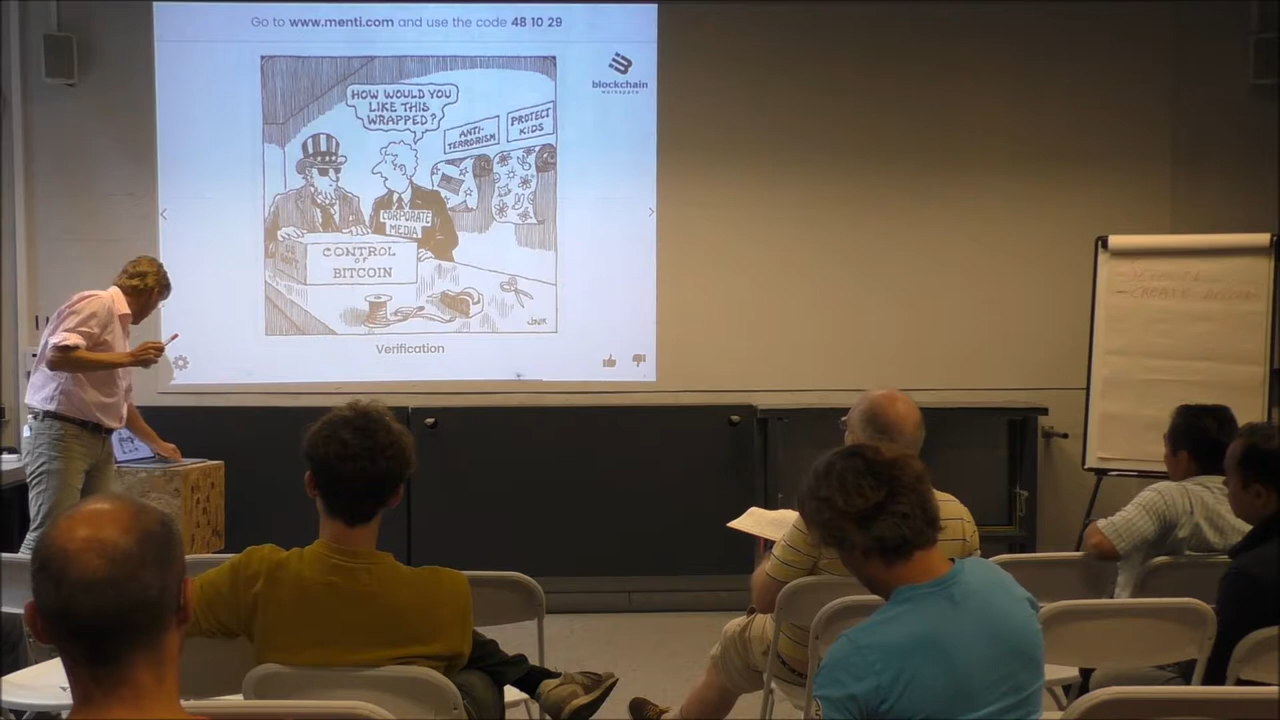 Go to www.menti.com and use the code 48 10 29
blockchain
workspace
HOW WOULD YOU
LIKE THIS
WRAPPED?
ANTI-
TERRORISM
PROTECT
KIDS
CORPORATE
MEDIA
CONTROL
OF
BITCOIN
Verification